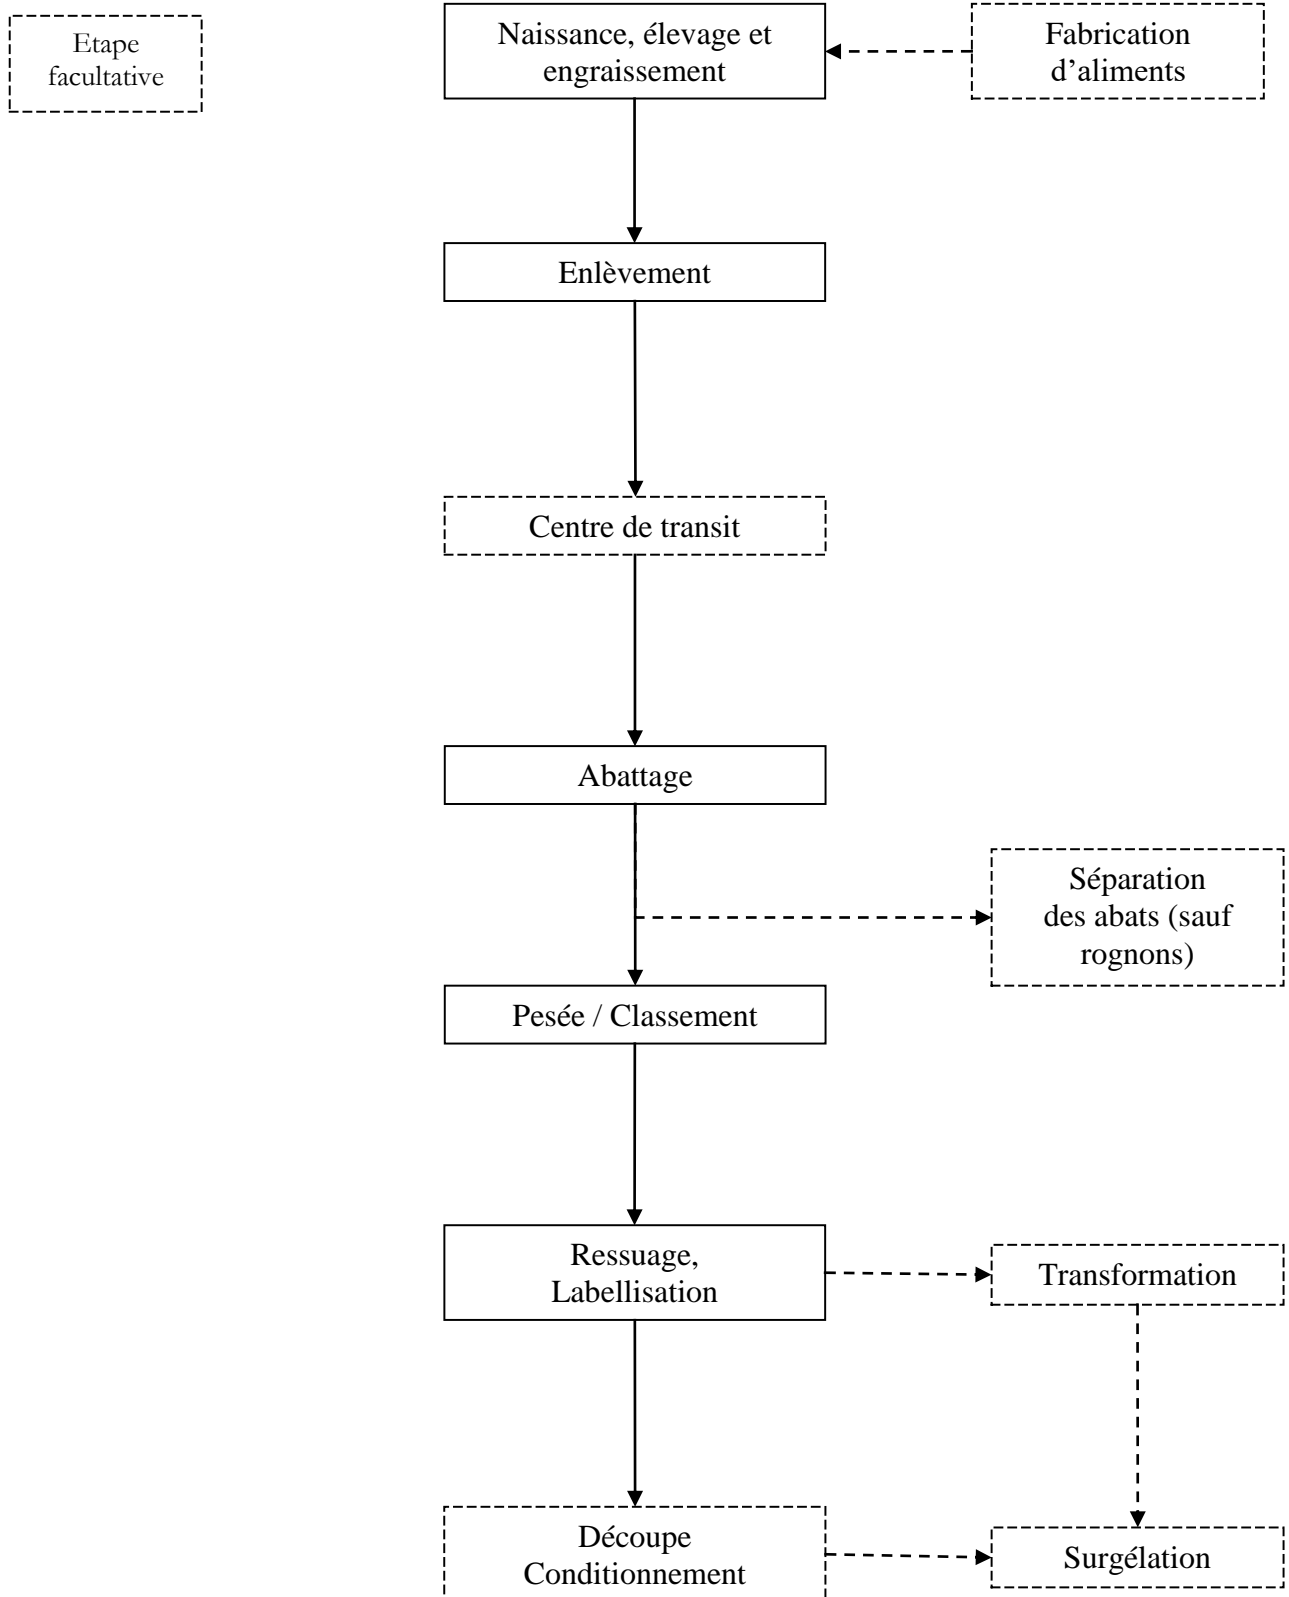 Etape
facultative
Naissance, élevage et
engraissement
Fabrication
d’aliments
Enlèvement
Centre de transit
Abattage
Séparation
des abats (sauf
rognons)
Pesée / Classement
Ressuage,
Labellisation
Transformation
Découpe
Conditionnement
Surgélation